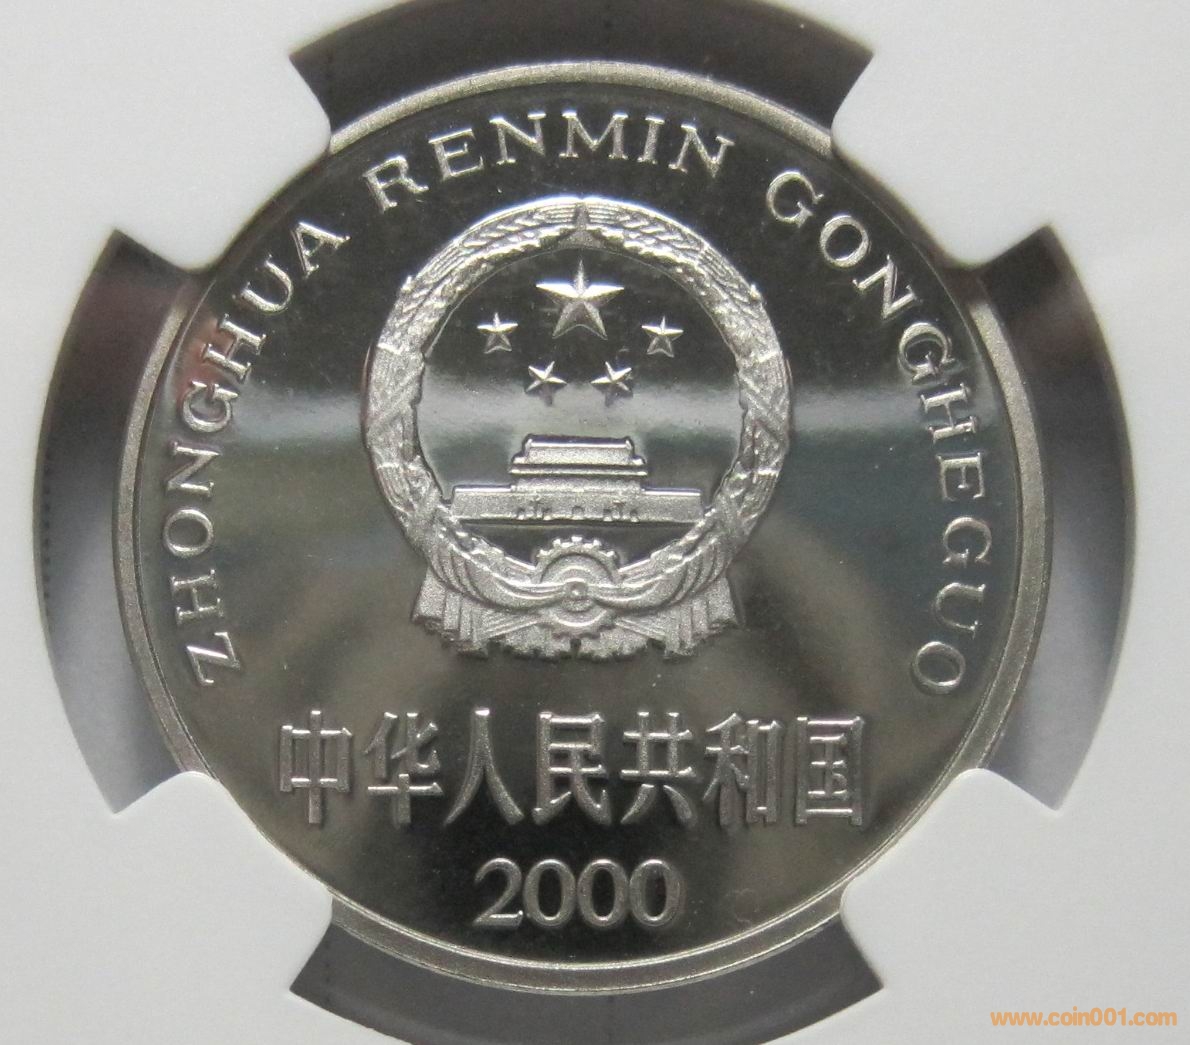 ZHONGHUA RENMIN GONGHEGUO
中华人民共和国
2000
www.coin001.com